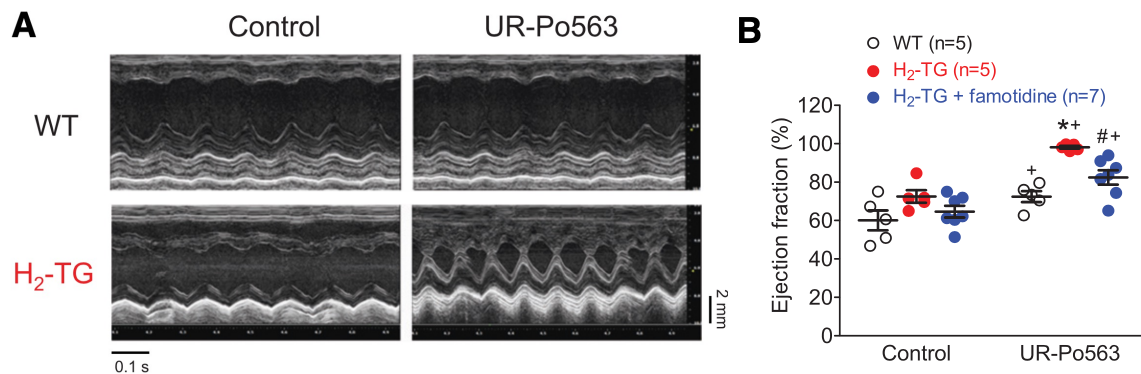 A
Control
UR-Po563
WT
H₂-TG
2 mm
0.1 s
B
WT (n=5)
H₂-TG (n=5)
H₂-TG + famotidine (n=7)
Ejection fraction (%)
120
100
80
60
40
20
0
*+
#+
+
Control
UR-Po563